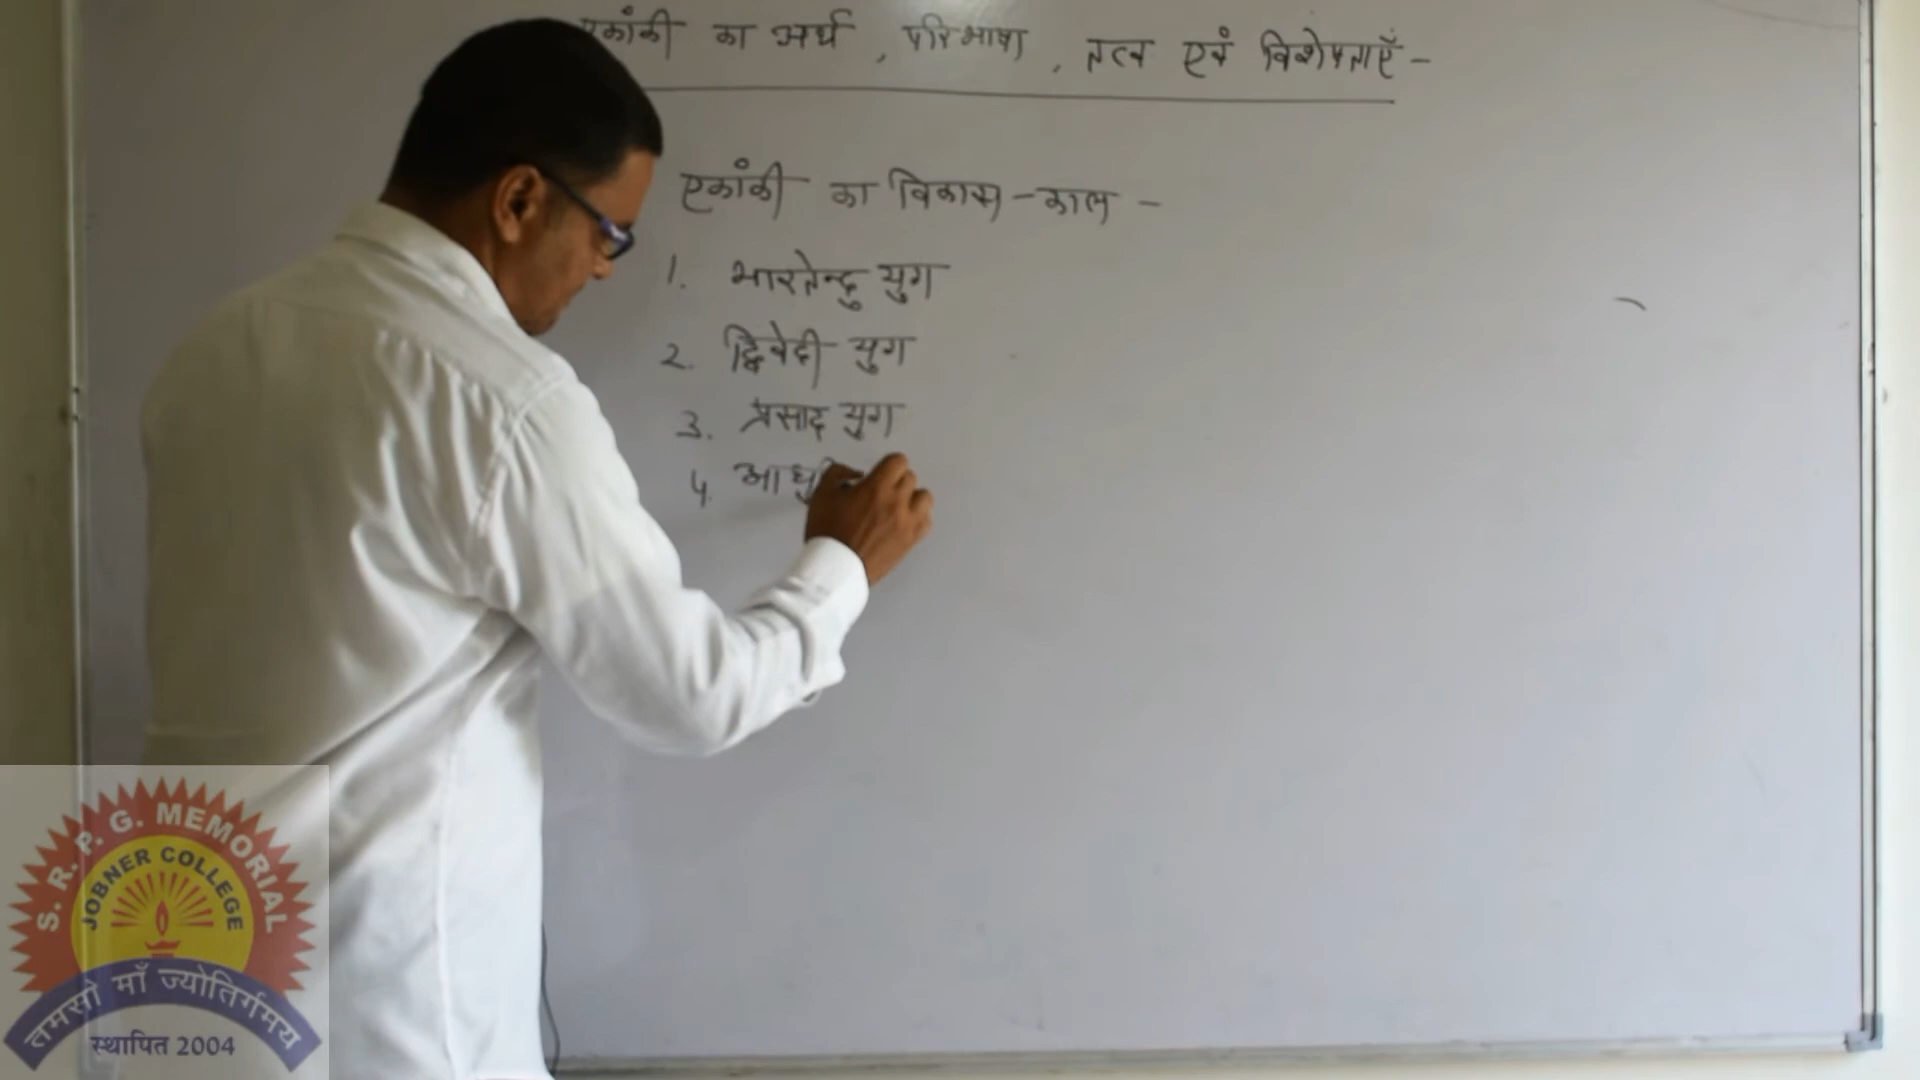 एकांकी का अर्थ , परिभाषा , तत्व एवं विशेषताएँ -
एकांकी का विकास - काल -
1. भारतेन्दु युग
2. द्विवेदी युग
3. प्रसाद युग
4. आधुनि
S. R. P. G. MEMORIAL
JOBNER COLLEGE
तमसो माँ ज्योतिर्गमय
स्थापित 2004